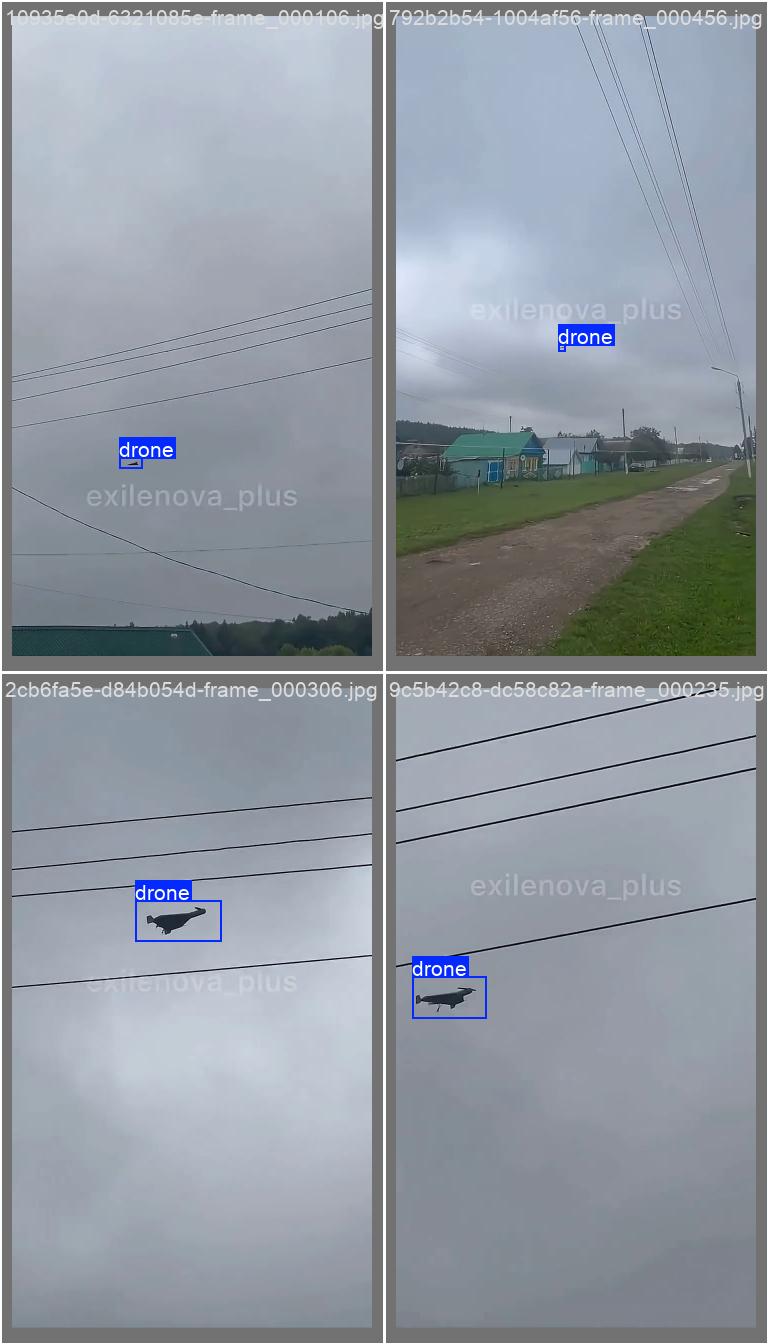 10935e0d-6321085e-frame_000106.jpg
792b2b54-1004af56-frame_000456.jpg
exilenova_plus
drone
drone
exilenova_plus
2cb6fa5e-d84b054d-frame_000306.jpg
9c5b42c8-dc58c82a-frame_000235.jpg
drone
exilenova_plus
exilenova_plus
drone